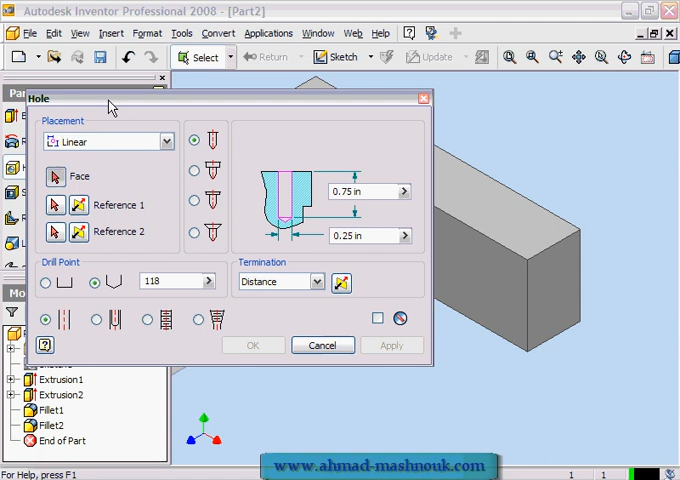 Autodesk Inventor Professional 2008 - [Part2]
File Edit View Insert Format Tools Convert Applications Window Web Help
Select Return Sketch Update
Hole
Placement
Linear
Face
Reference 1
Reference 2
0.75 in
0.25 in
Drill Point
118
Termination
Distance
OK Cancel Apply
Extrusion1
Extrusion2
Fillet1
Fillet2
End of Part
www.ahmad-mashnouk.com
For Help, press F1
1 1